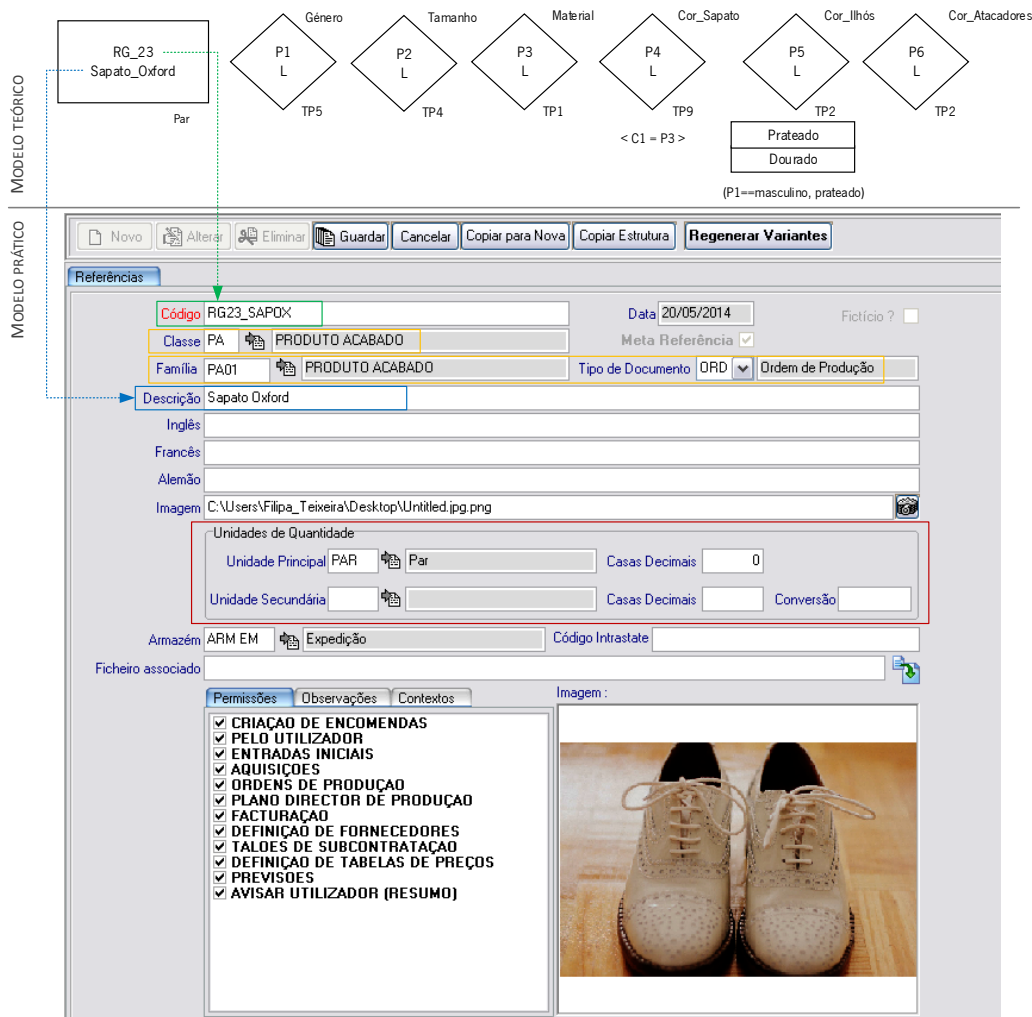 MODELO TEÓRICO
RG_23
Sapato_Oxford
Par
Género
P1
L
TP5
Tamanho
P2
L
TP4
Material
P3
L
TP1
Cor_Sapato
P4
L
TP9
< C1 = P3 >
Cor_Ilhós
P5
L
TP2
Prateado
Dourado
(P1==masculino, prateado)
Cor_Atacadores
P6
L
TP2
MODELO PRÁTICO
Novo Alterar Eliminar Guardar Cancelar Copiar para Nova Copiar Estrutura Regenerar Variantes
Referências
Código RG23_SAPOX Data 20/05/2014 Fictício ?
Classe PA PRODUTO ACABADO Meta Referência
Família PA01 PRODUTO ACABADO Tipo de Documento ORD Ordem de Produção
Descrição Sapato Oxford
Inglês
Francês
Alemão
Imagem C:\Users\Filipa_Teixeira\Desktop\Untitled.jpg.png
Unidades de Quantidade
Unidade Principal PAR Par Casas Decimais 0
Unidade Secundária Casas Decimais Conversão
Armazém ARM EM Expedição Código Intrastate
Ficheiro associado
Permissões Observações Contextos Imagem :
CRIAÇAO DE ENCOMENDAS
PELO UTILIZADOR
ENTRADAS INICIAIS
AQUISIÇOES
ORDENS DE PRODUÇAO
PLANO DIRECTOR DE PRODUÇAO
FACTURAÇAO
DEFINIÇAO DE FORNECEDORES
TALOES DE SUBCONTRATAÇAO
DEFINIÇAO DE TABELAS DE PREÇOS
PREVISOES
AVISAR UTILIZADOR (RESUMO)